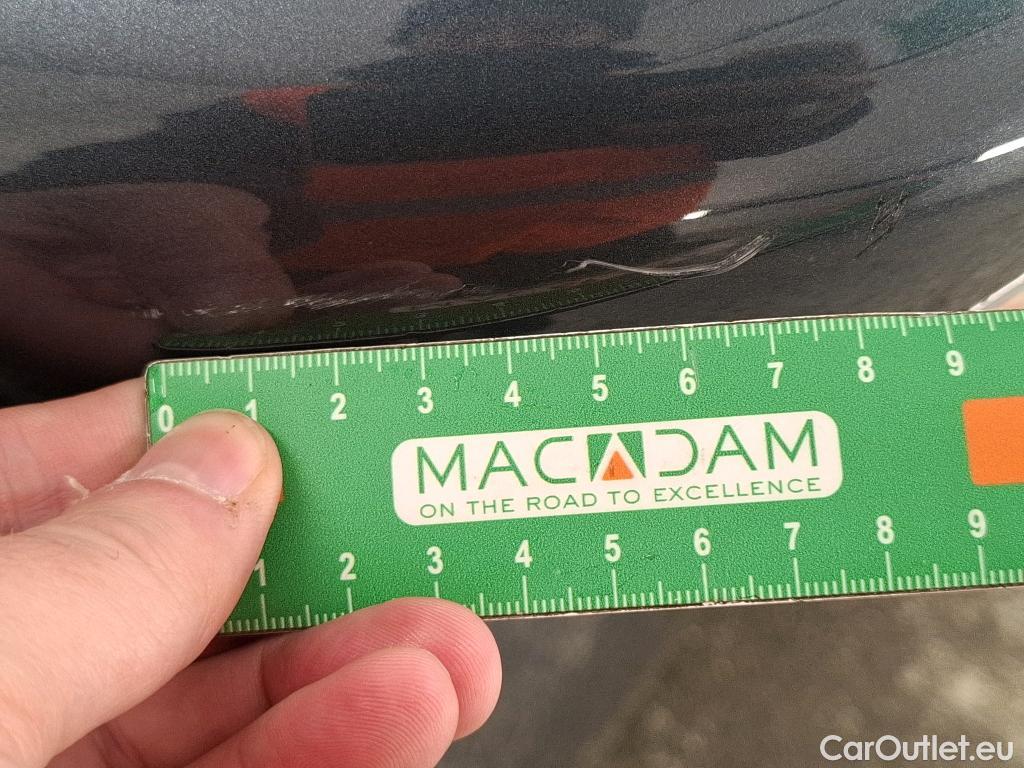 0 1 2 3 4 5 6 7 8 9
MACADAM
ON THE ROAD TO EXCELLENCE
1 2 3 4 5 6 7 8 9
CarOutlet.eu